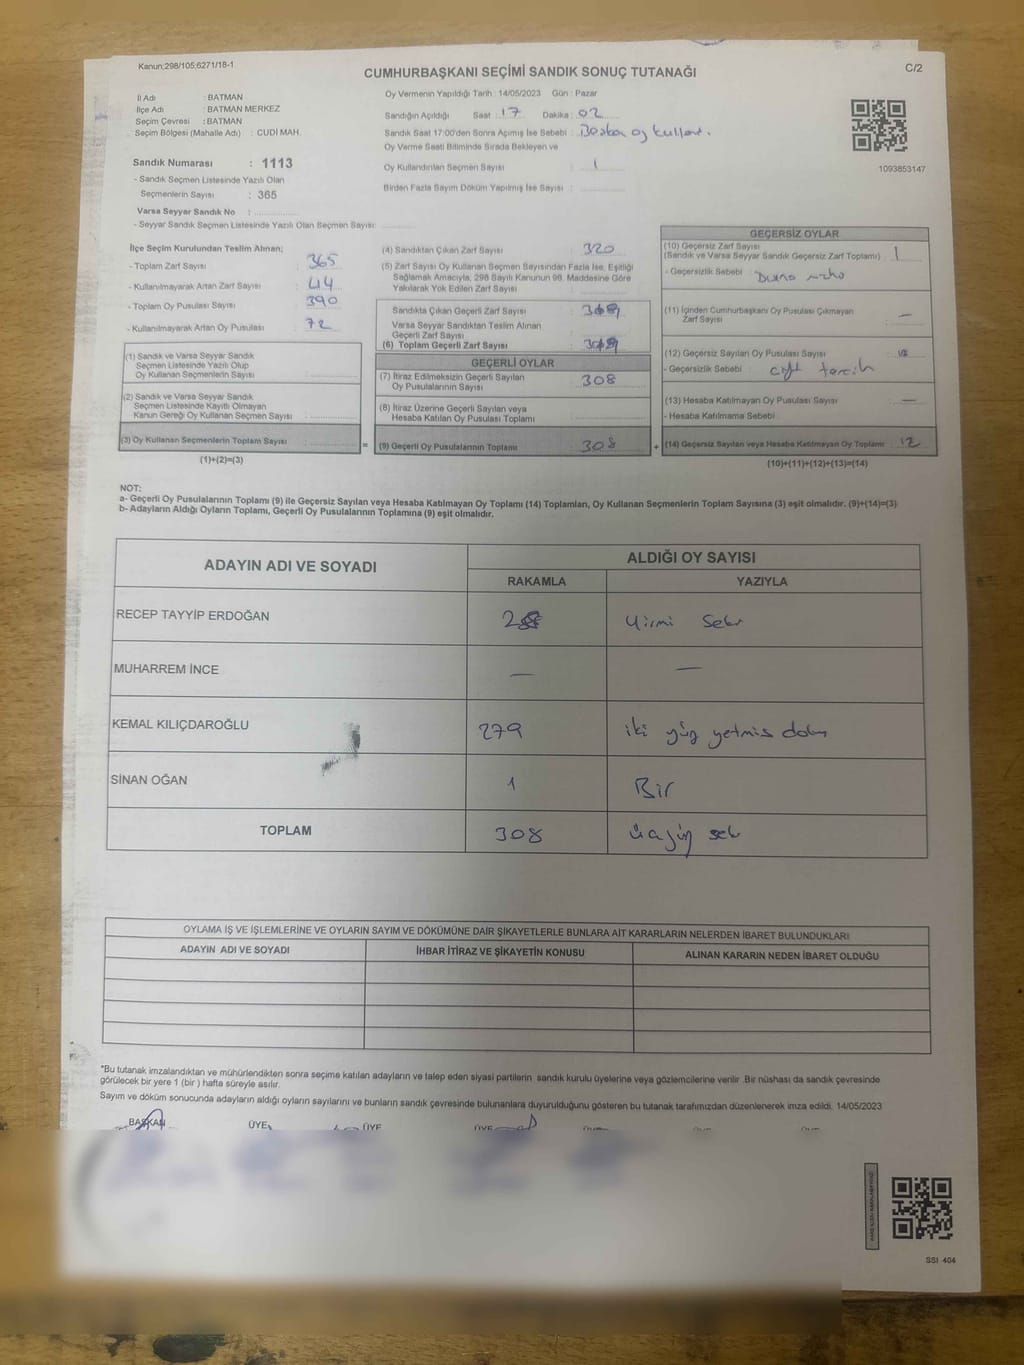 Kanun:298/105;6271/18-1
CUMHURBAŞKANI SEÇİMİ SANDIK SONUÇ TUTANAĞI
C/2
İl Adı : BATMAN
İlçe Adı : BATMAN MERKEZ
Seçim Çevresi : BATMAN
Seçim Bölgesi (Mahalle Adı) : CUDİ MAH.
Sandık Numarası : 1113
- Sandık Seçmen Listesinde Yazılı Olan
Seçmenlerin Sayısı : 365
Varsa Seyyar Sandık No :
- Seyyar Sandık Seçmen Listesinde Yazılı Olan Seçmen Sayısı:
Oy Vermenin Yapıldığı Tarih : 14/05/2023 Gün : Pazar
Sandığın Açıldığı Saat : 17 Dakika : 02
Sandık Saat 17:00'den Sonra Açımış İse Sebebi : oy
Oy Verme Saati Bitiminde Sırada Bekleyen ve
Oy Kullandırılan Seçmen Sayısı : 1
Birden Fazla Sayım Döküm Yapılmış İse Sayısı :
1093853147
İlçe Seçim Kurulundan Teslim Alınan;
- Toplam Zarf Sayısı : 365
- Kullanılmayarak Artan Zarf Sayısı : 44
- Toplam Oy Pusulası Sayısı : 390
- Kullanılmayarak Artan Oy Pusulası : 72
(1) Sandık ve Varsa Seyyar Sandık
Seçmen Listesinde Yazılı Olup
Oy Kullanan Seçmenlerin Sayısı :
(2) Sandık ve Varsa Seyyar Sandık
Seçmen Listesinde Kayıtlı Olmayan
Kanun Gereği Oy Kullanan Seçmen Sayısı :
(3) Oy Kullanan Seçmenlerin Toplam Sayısı :
(1)+(2)=(3)
(4) Sandıktan Çıkan Zarf Sayısı : 320
(5) Zarf Sayısı Oy Kullanan Seçmen Sayısından Fazla İse, Eşitliği
Sağlamak Amacıyla, 298 Sayılı Kanunun 98. Maddesine Göre
Yakılarak Yok Edilen Zarf Sayısı :
Sandıkta Çıkan Geçerli Zarf Sayısı :
Varsa Seyyar Sandıktan Teslim Alınan
Geçerli Zarf Sayısı :
(6) Toplam Geçerli Zarf Sayısı :
GEÇERLİ OYLAR
(7) İtiraz Edilmeksizin Geçerli Sayılan
Oy Pusulalarının Sayısı : 308
(8) İtiraz Üzerine Geçerli Sayılan veya
Hesaba Katılan Oy Pusulası Toplamı :
= (9) Geçerli Oy Pusulalarının Toplamı : 308 +
GEÇERSİZ OYLAR
(10) Geçersiz Zarf Sayısı
(Sandık ve Varsa Seyyar Sandık Geçersiz Zarf Toplamı) : 1
- Geçersizlik Sebebi :
(11) İçinden Cumhurbaşkanı Oy Pusulası Çıkmayan
Zarf Sayısı : —
(12) Geçersiz Sayılan Oy Pusulası Sayısı :
- Geçersizlik Sebebi : çift tercih
(13) Hesaba Katılmayan Oy Pusulası Sayısı : —
- Hesaba Katılmama Sebebi :
(14) Geçersiz Sayılan veya Hesaba Katılmayan Oy Toplamı : 12
(10)+(11)+(12)+(13)=(14)
NOT:
a- Geçerli Oy Pusulalarının Toplamı (9) ile Geçersiz Sayılan veya Hesaba Katılmayan Oy Toplamı (14) Toplamları, Oy Kullanan Seçmenlerin Toplam Sayısına (3) eşit olmalıdır. (9)+(14)=(3)
b- Adayların Aldığı Oyların Toplamı, Geçerli Oy Pusulalarının Toplamına (9) eşit olmalıdır.
ADAYIN ADI VE SOYADI
ALDIĞI OY SAYISI
RAKAMLA YAZIYLA
RECEP TAYYİP ERDOĞAN 28 Yirmi Sekiz
MUHARREM İNCE — —
KEMAL KILIÇDAROĞLU 279 iki yüz yetmiş dokuz
SİNAN OĞAN 1 Bir
TOPLAM 308 üçyüz sekiz
OYLAMA İŞ VE İŞLEMLERİNE VE OYLARIN SAYIM VE DÖKÜMÜNE DAİR ŞİKAYETLERLE BUNLARA AİT KARARLARIN NELERDEN İBARET BULUNDUKLARI
ADAYIN ADI VE SOYADI İHBAR İTİRAZ VE ŞİKAYETİN KONUSU ALINAN KARARIN NEDEN İBARET OLDUĞU
*Bu tutanak imzalandıktan ve mühürlendikten sonra seçime katılan adayların ve talep eden siyasi partilerin sandık kurulu üyelerine veya gözlemcilerine verilir .Bir nüshası da sandık çevresinde
görülecek bir yere 1 (bir ) hafta süreyle asılır.
Sayım ve döküm sonucunda adayların aldığı oyların sayılarını ve bunların sandık çevresinde bulunanlara duyurulduğunu gösteren bu tutanak tarafımızdan düzenlenerek imza edildi. 14/05/2023
BAŞKAN ÜYE ÜYE ÜYE
SSI 404